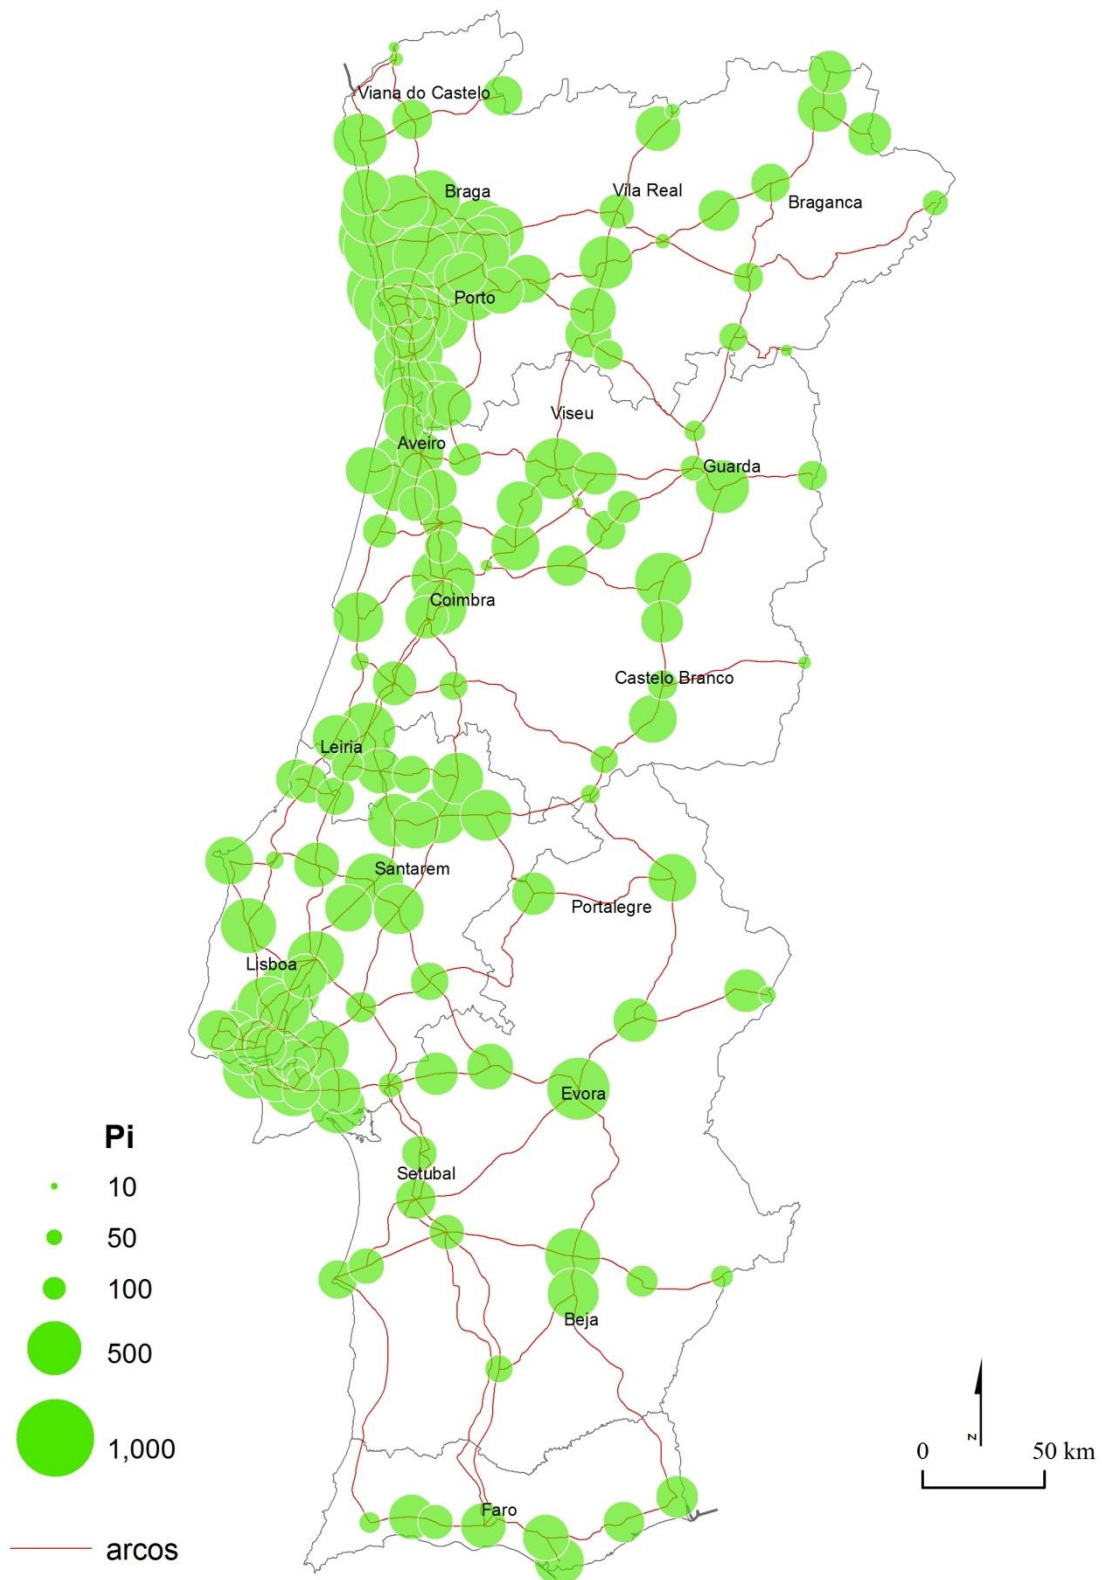 Viana do Castelo
Braga
Vila Real
Braganca
Porto
Viseu
Aveiro
Guarda
Coimbra
Castelo Branco
Leiria
Santarem
Portalegre
Lisboa
Evora
Setubal
Beja
Faro
Pi
10
50
100
500
1,000
arcos
N
0 50 km